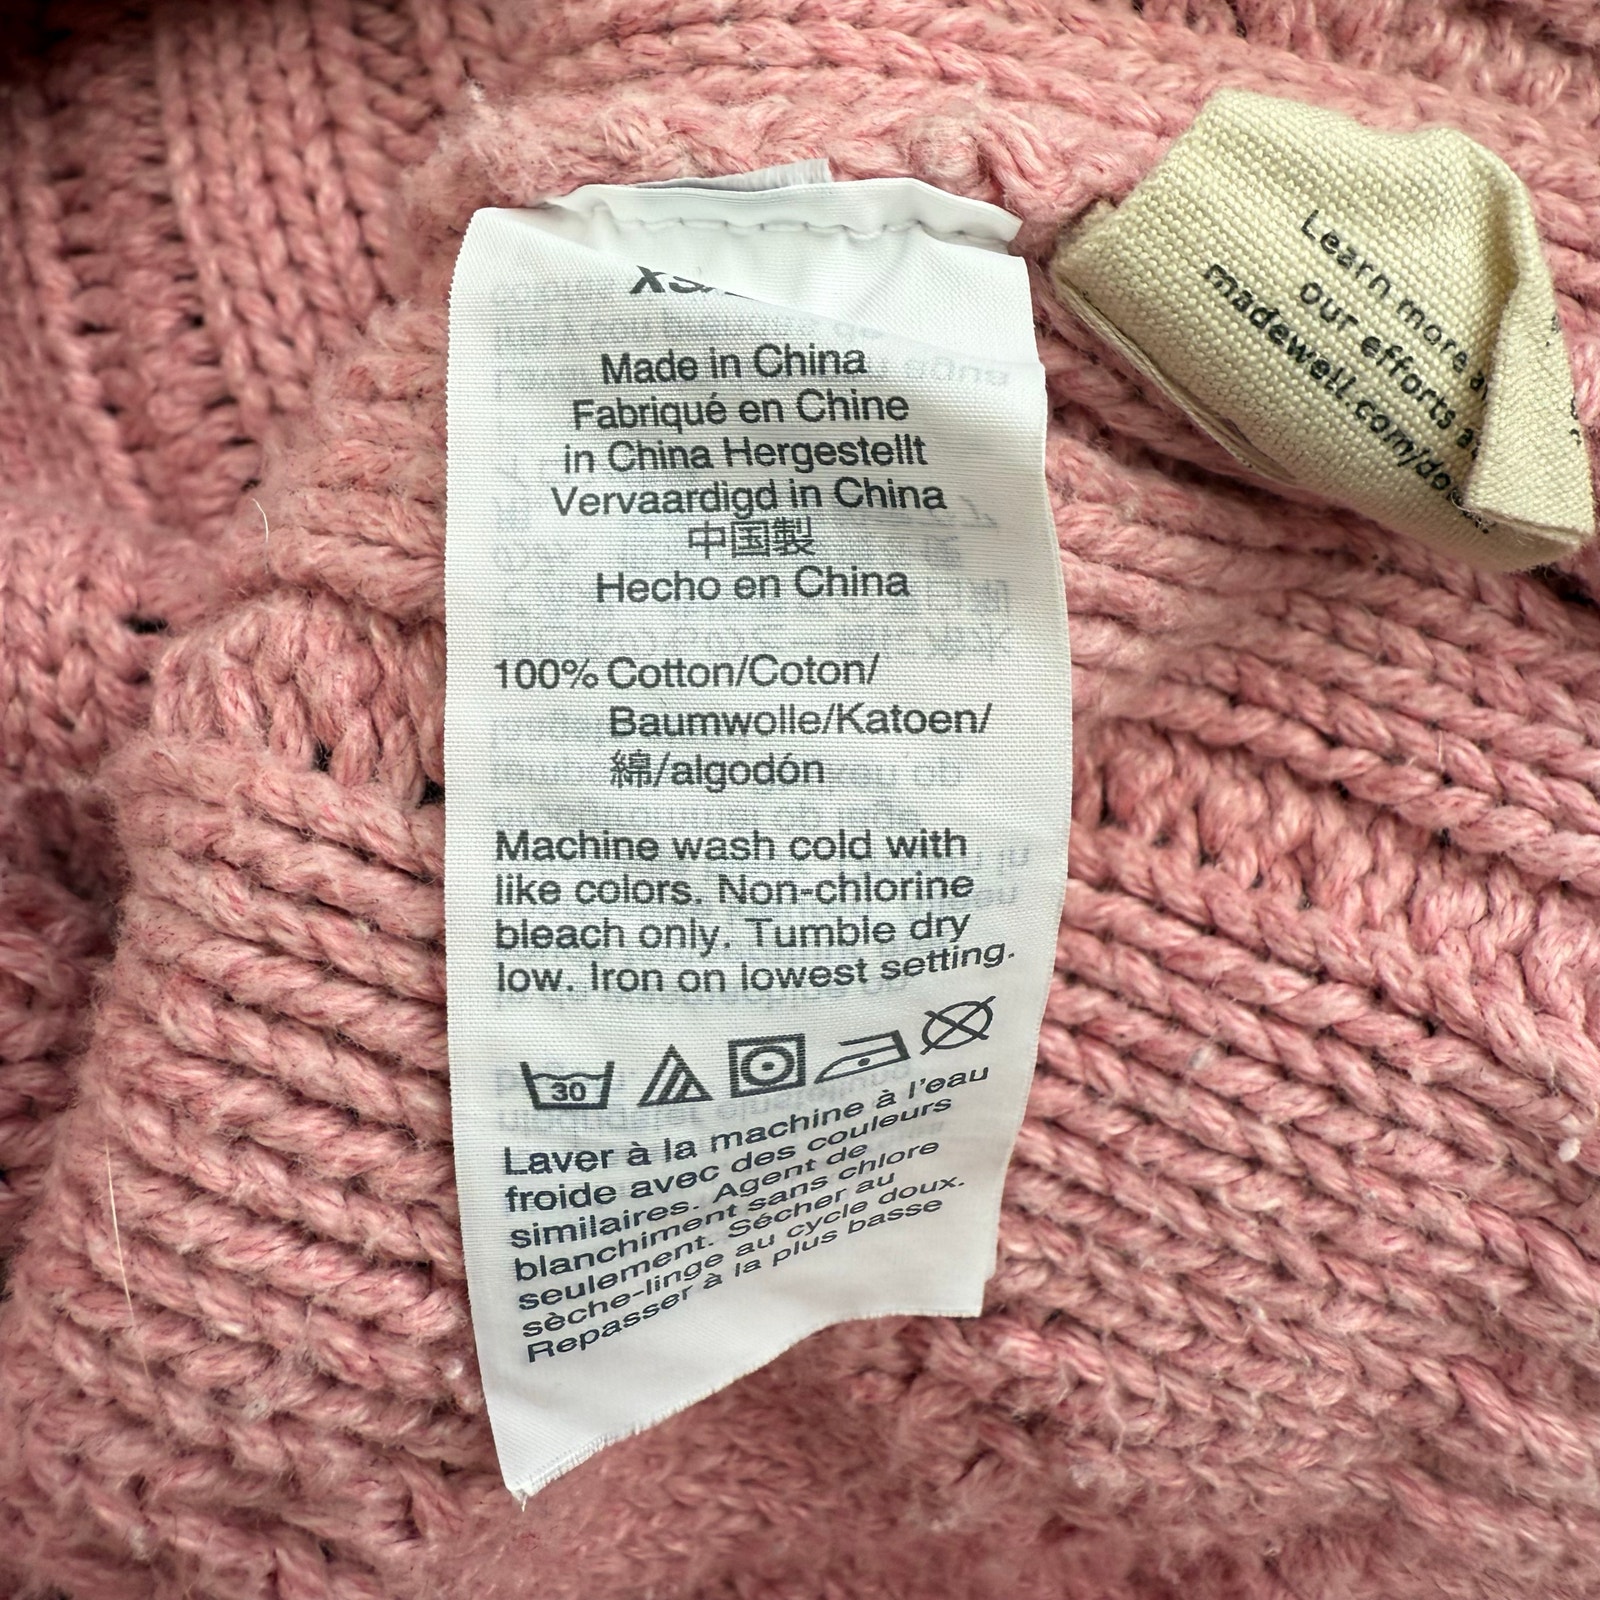 Made in China
Fabriqué en Chine
in China Hergestellt
Vervaardigd in China
中国製
Hecho en China
100% Cotton/Coton/
Baumwolle/Katoen/
綿/algodón
Machine wash cold with
like colors. Non-chlorine
bleach only. Tumble dry
low. Iron on lowest setting.
30
Laver à la machine à l'eau
froide avec des couleurs
similaires. Agent de
blanchiment sans chlore
seulement. Sécher au
sèche-linge au cycle doux.
Repasser à la plus basse
Learn more
our efforts
madewell.com/do